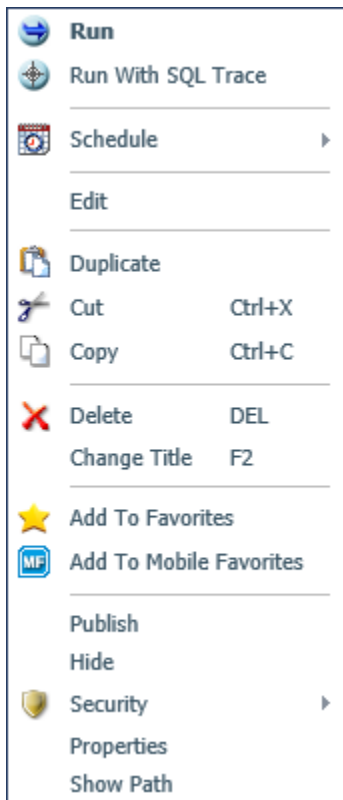 Run
Run With SQL Trace
Schedule
Edit
Duplicate
Cut Ctrl+X
Copy Ctrl+C
Delete DEL
Change Title F2
Add To Favorites
MF Add To Mobile Favorites
Publish
Hide
Security
Properties
Show Path